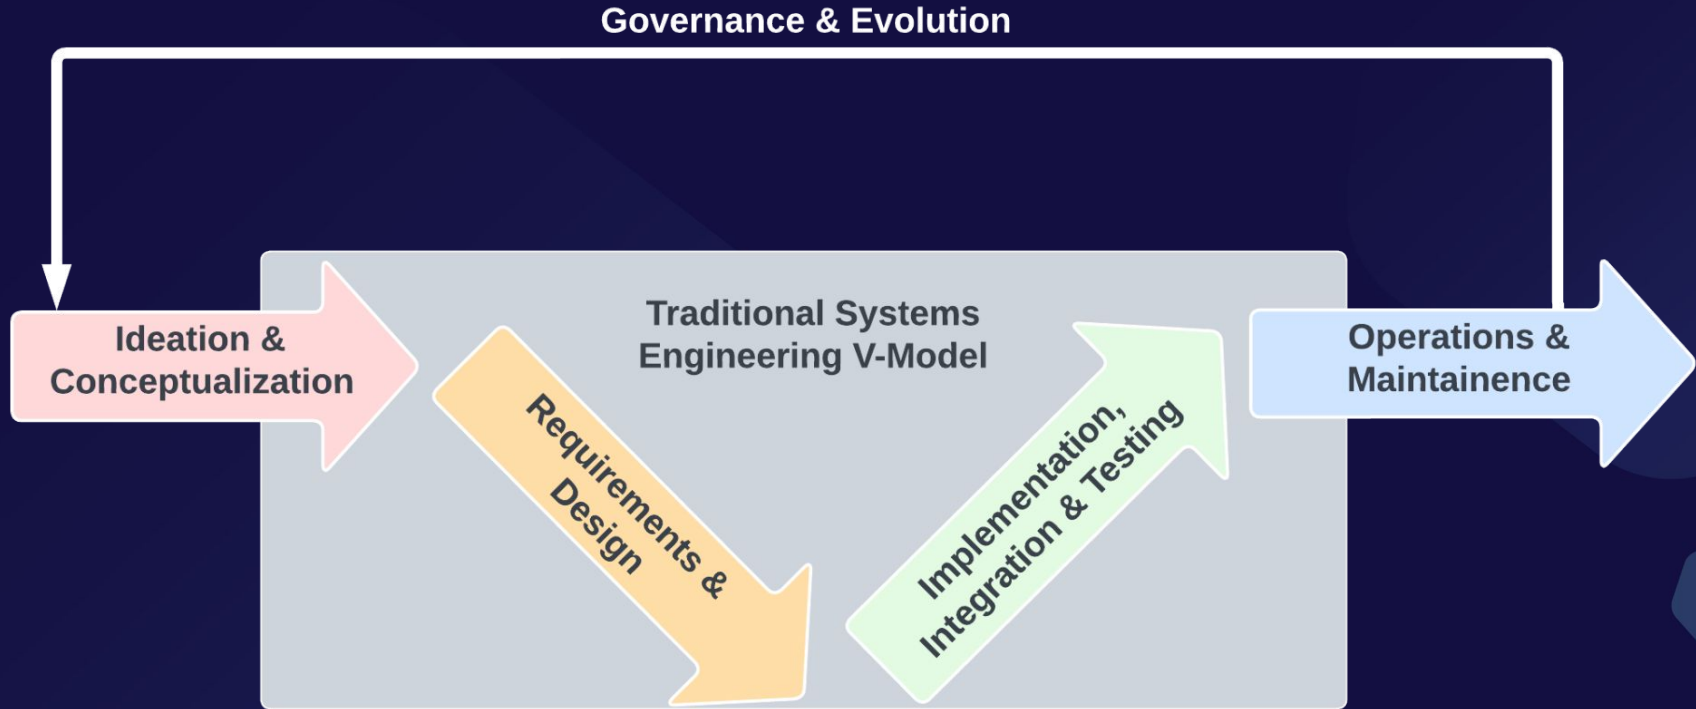 Governance & Evolution
Ideation &
Conceptualization
Traditional Systems
Engineering V-Model
Requirements &
Design
Implementation,
Integration & Testing
Operations &
Maintainence